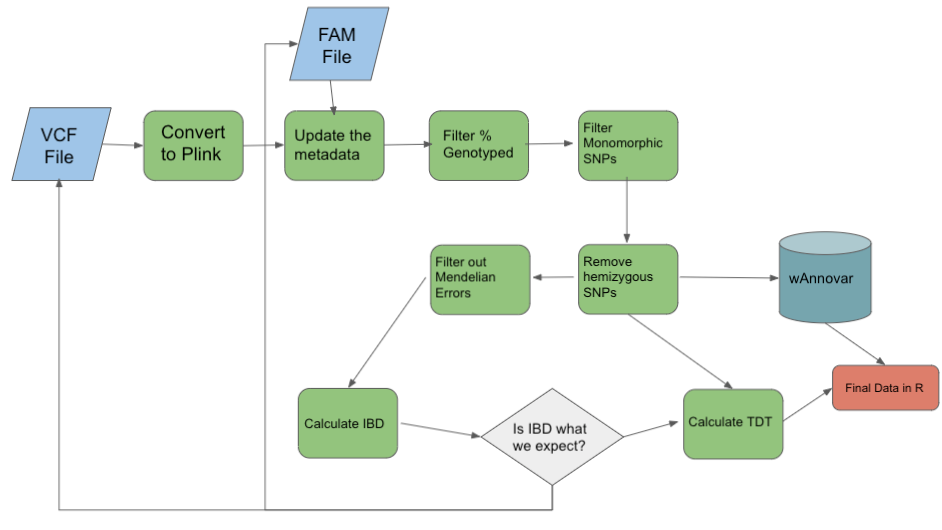 FAM
File
VCF
File
Convert
to Plink
Update the
metadata
Filter %
Genotyped
Filter
Monomorphic
SNPs
Filter out
Mendelian
Errors
Remove
hemizygous
SNPs
wAnnovar
Final Data in R
Calculate IBD
Is IBD what
we expect?
Calculate TDT